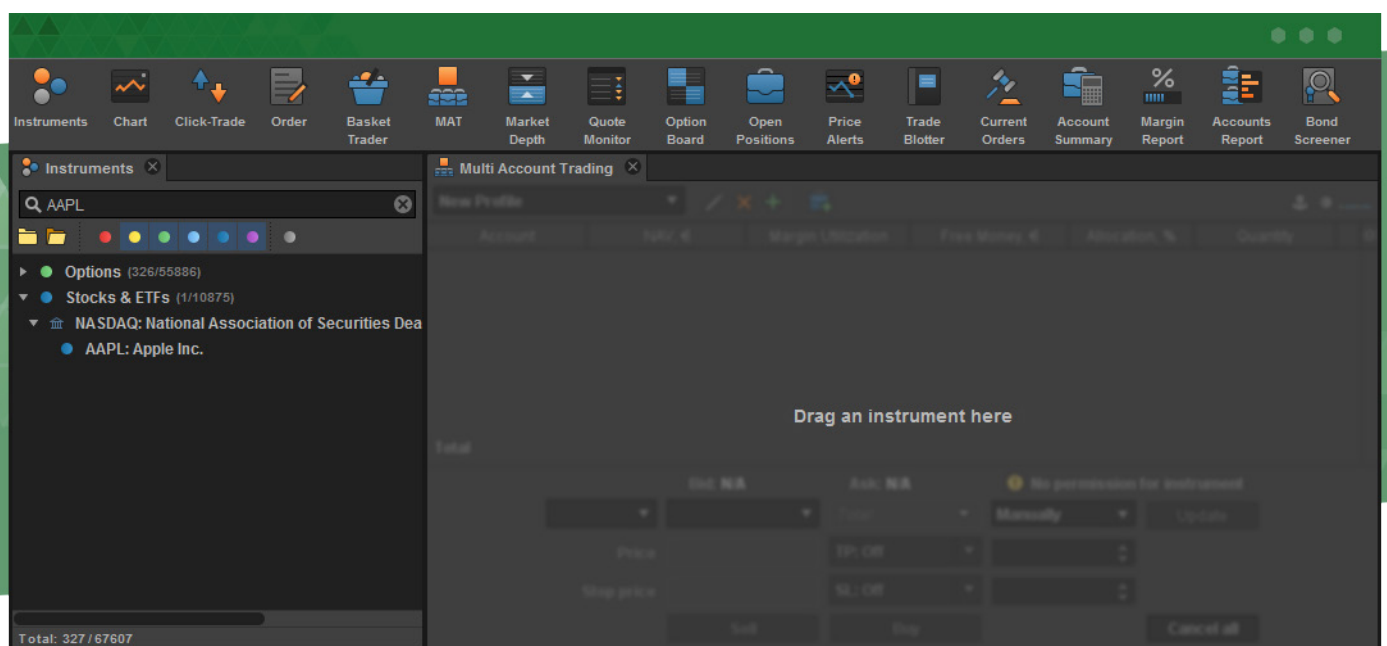 Instruments Chart Click-Trade Order Basket Trader MAT Market Depth Quote Monitor Option Board Open Positions Price Alerts Trade Blotter Current Orders Account Summary Margin Report Accounts Report Bond Screener
Instruments
Multi Account Trading
AAPL
New Profile
Account NAV, € Margin Utilization Free Money, € Allocation, % Quantity
Options (326/55886)
Stocks & ETFs (1/10875)
NASDAQ: National Association of Securities Dea
AAPL: Apple Inc.
Drag an instrument here
Total
Bid: N/A Ask: N/A No permission for instrument
Manually Update
Price TP: Off
Stop price SL: Off
Sell Buy Cancel all
Total: 327 / 67607